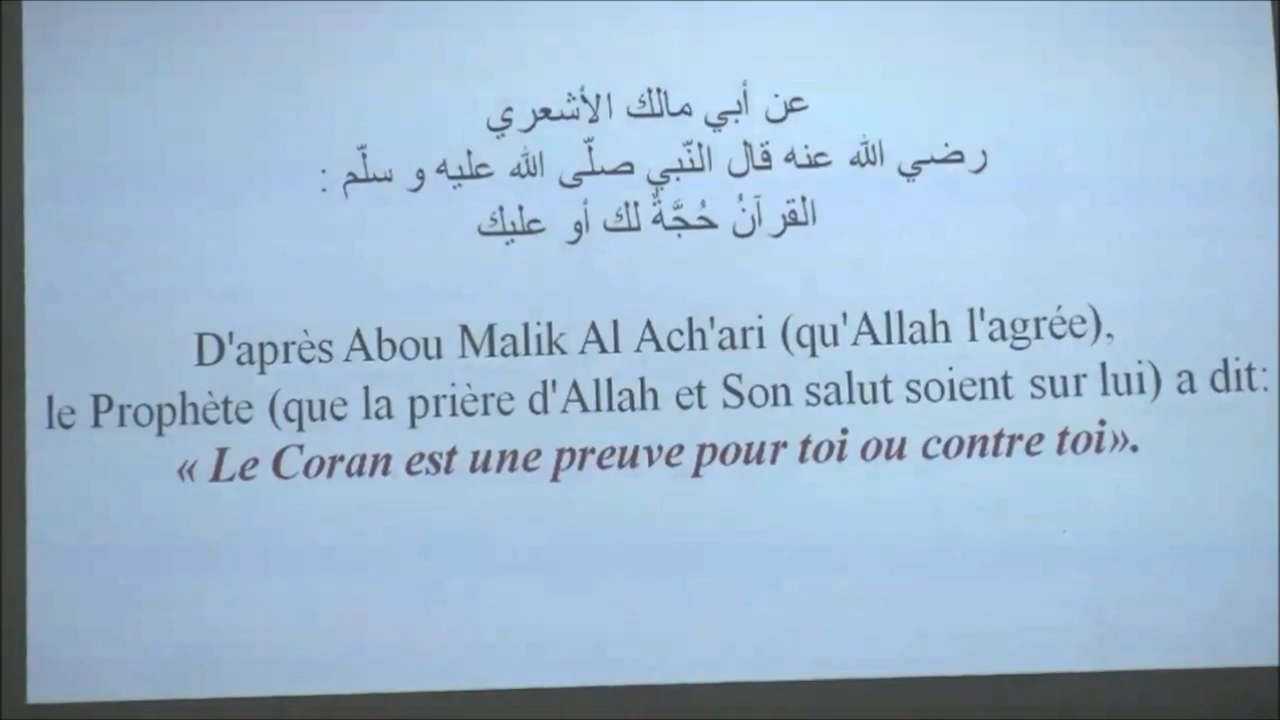 عن أبي مالك الأشعري
رضي الله عنه قال النّبي صلّى الله عليه و سلّم :
القرآنُ حُجَّةٌ لك أو عليك
D'après Abou Malik Al Ach'ari (qu'Allah l'agrée),
le Prophète (que la prière d'Allah et Son salut soient sur lui) a dit:
« Le Coran est une preuve pour toi ou contre toi».